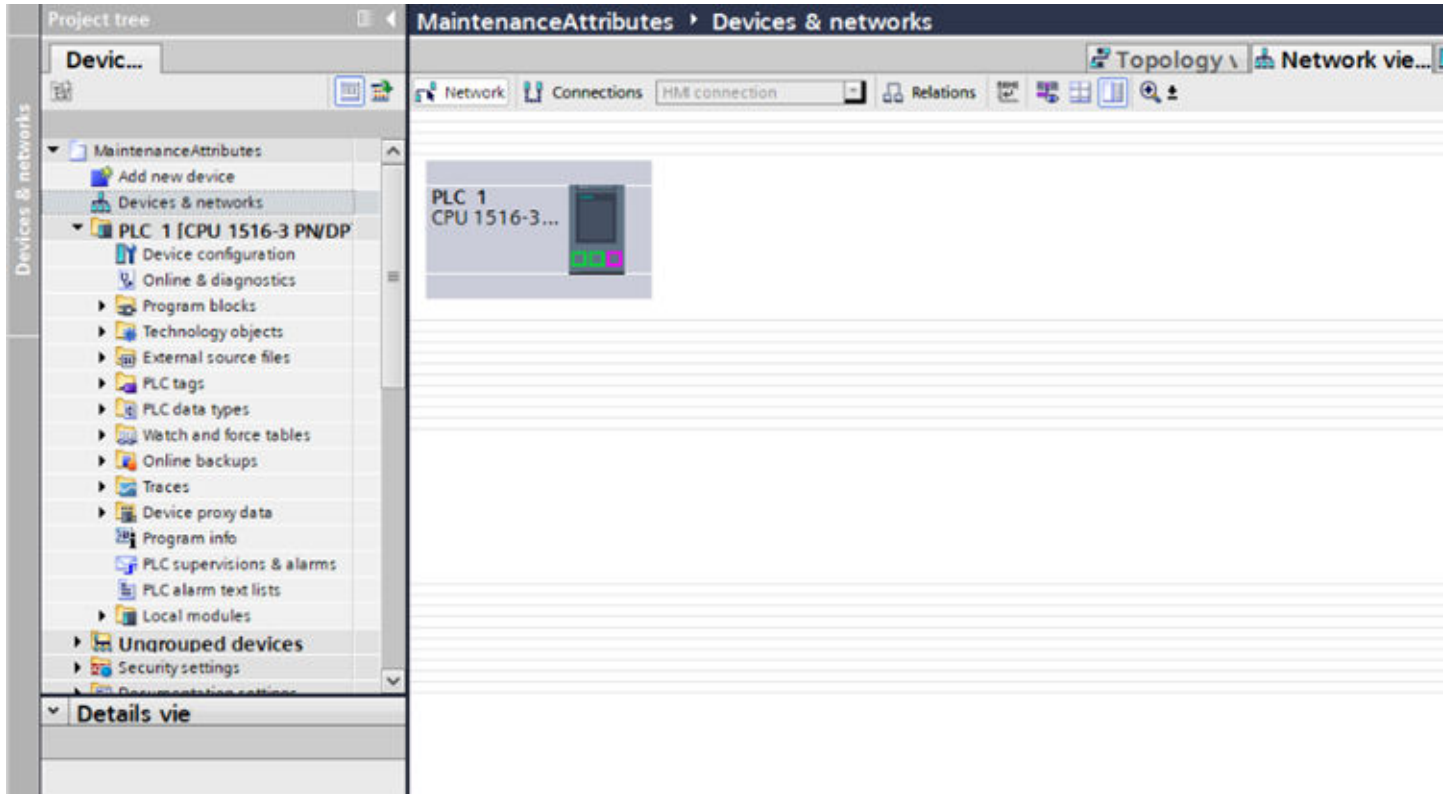 Project tree
MaintenanceAttributes ▸ Devices & networks
Devic...
Topology v
Network vie...
Network
Connections
HMI connection
Relations
Devices & networks
MaintenanceAttributes
Add new device
Devices & networks
PLC_1 [CPU 1516-3 PN/DP
Device configuration
Online & diagnostics
Program blocks
Technology objects
External source files
PLC tags
PLC data types
Watch and force tables
Online backups
Traces
Device proxy data
Program info
PLC supervisions & alarms
PLC alarm text lists
Local modules
Ungrouped devices
Security settings
Documentation settings
Details vie
PLC_1
CPU 1516-3...